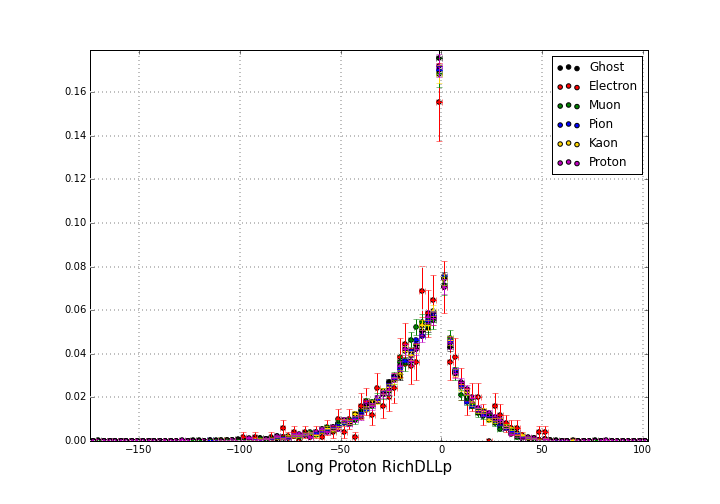 0.16
0.14
0.12
0.10
0.08
0.06
0.04
0.02
0.00
−150
−100
−50
0
50
100
Long Proton RichDLLp
Ghost
Electron
Muon
Pion
Kaon
Proton